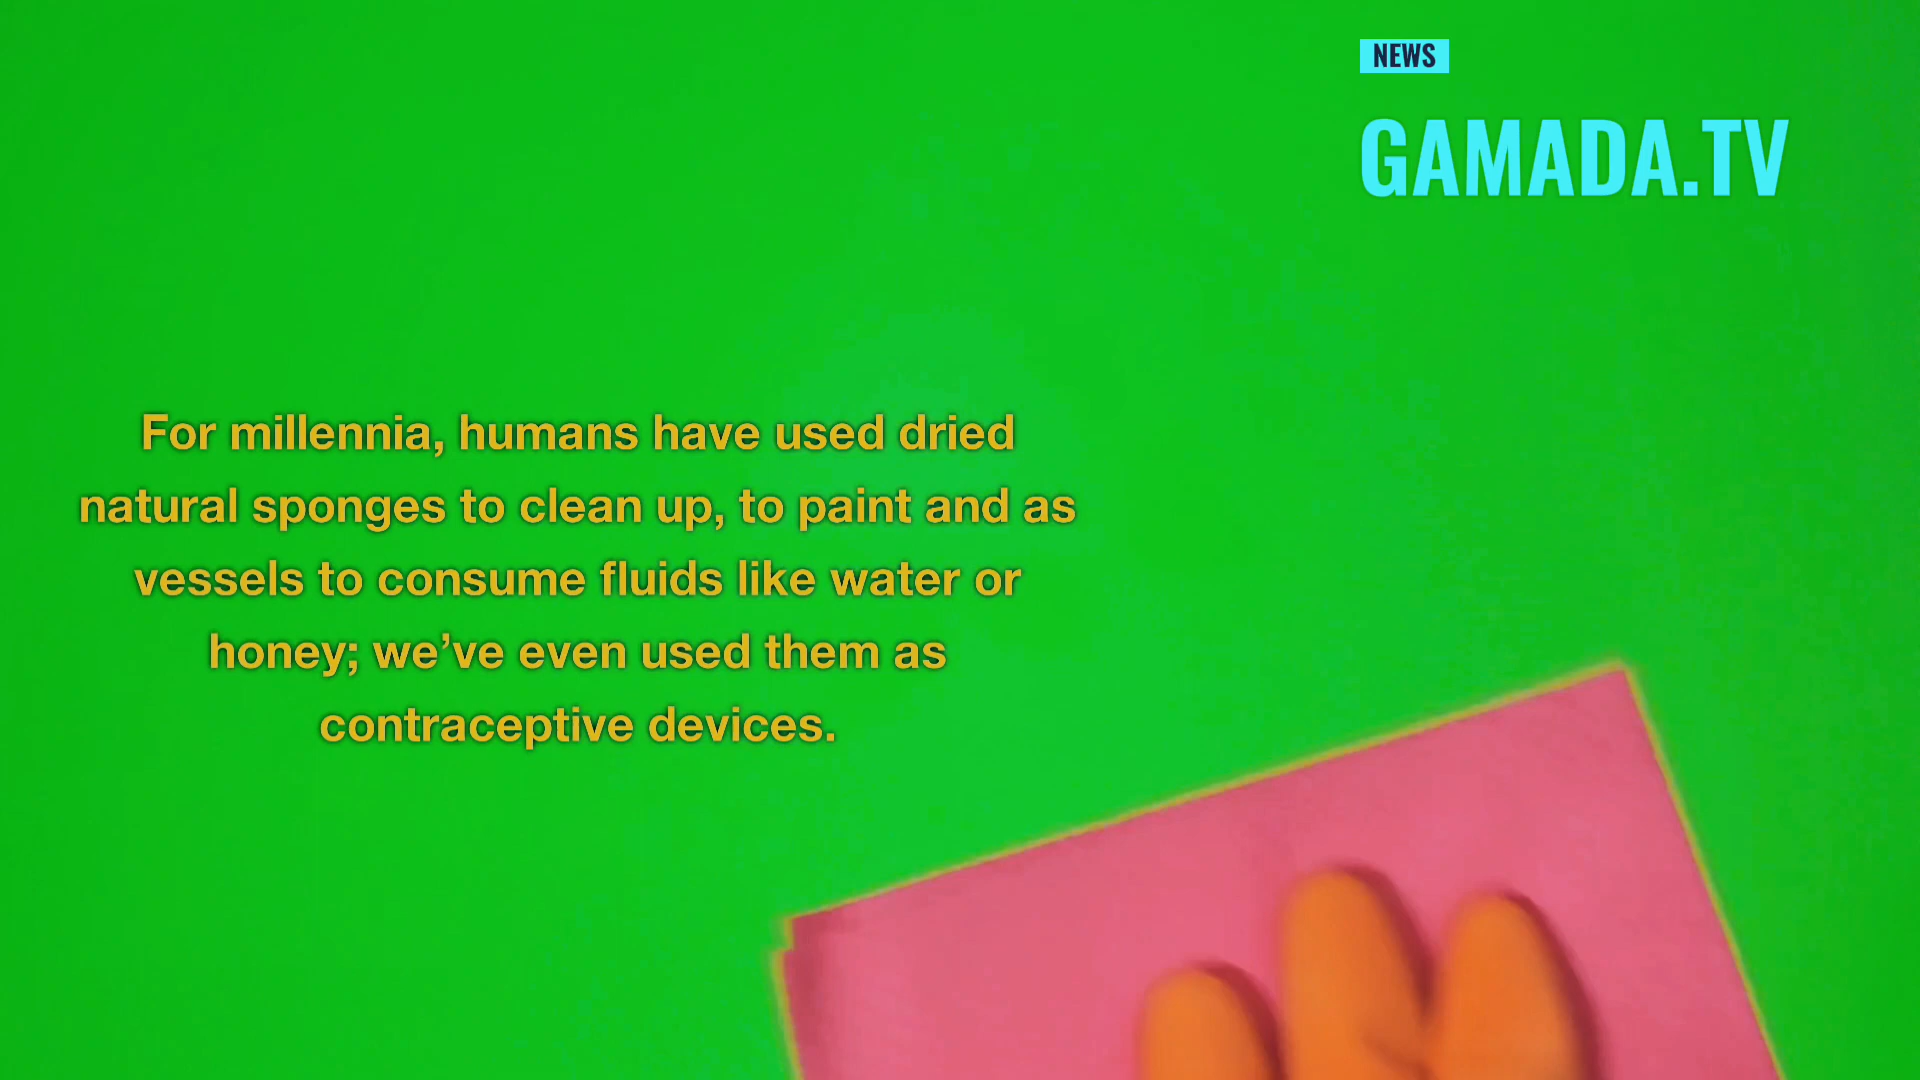 NEWS
GAMADA.TV
For millennia, humans have used dried
natural sponges to clean up, to paint and as
vessels to consume fluids like water or
honey; we’ve even used them as
contraceptive devices.